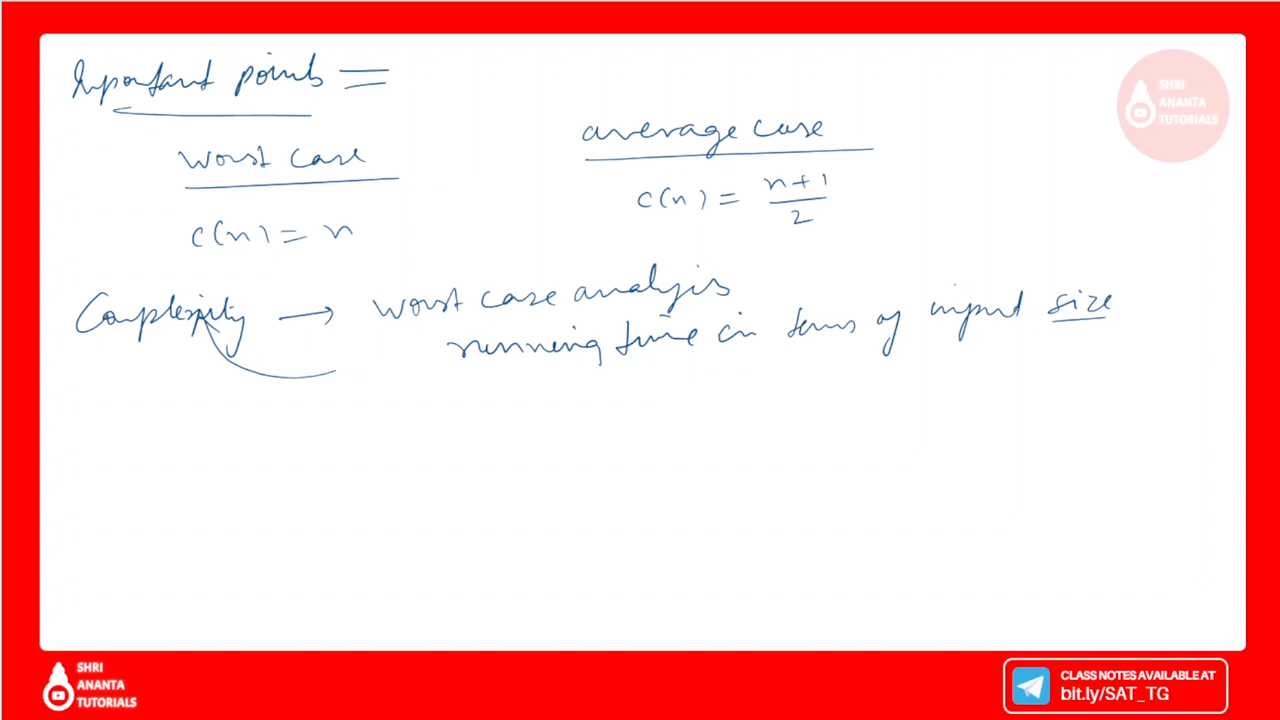 Important points =
SHRI
ANANTA
TUTORIALS
worst case
average case
c(n) = n
c(n) = n+1/2
Complexity → worst case analysis
running time in terms of input size
SHRI
ANANTA
TUTORIALS
CLASS NOTES AVAILABLE AT
bit.ly/SAT_TG